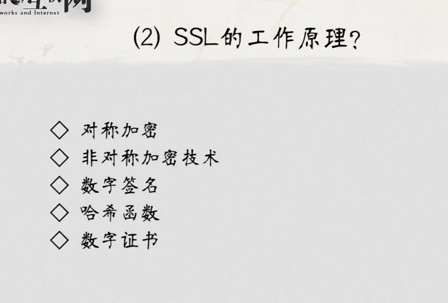 works and Internet
(2) SSL的工作原理?
◇ 对称加密
◇ 非对称加密技术
◇ 数字签名
◇ 哈希函数
◇ 数字证书